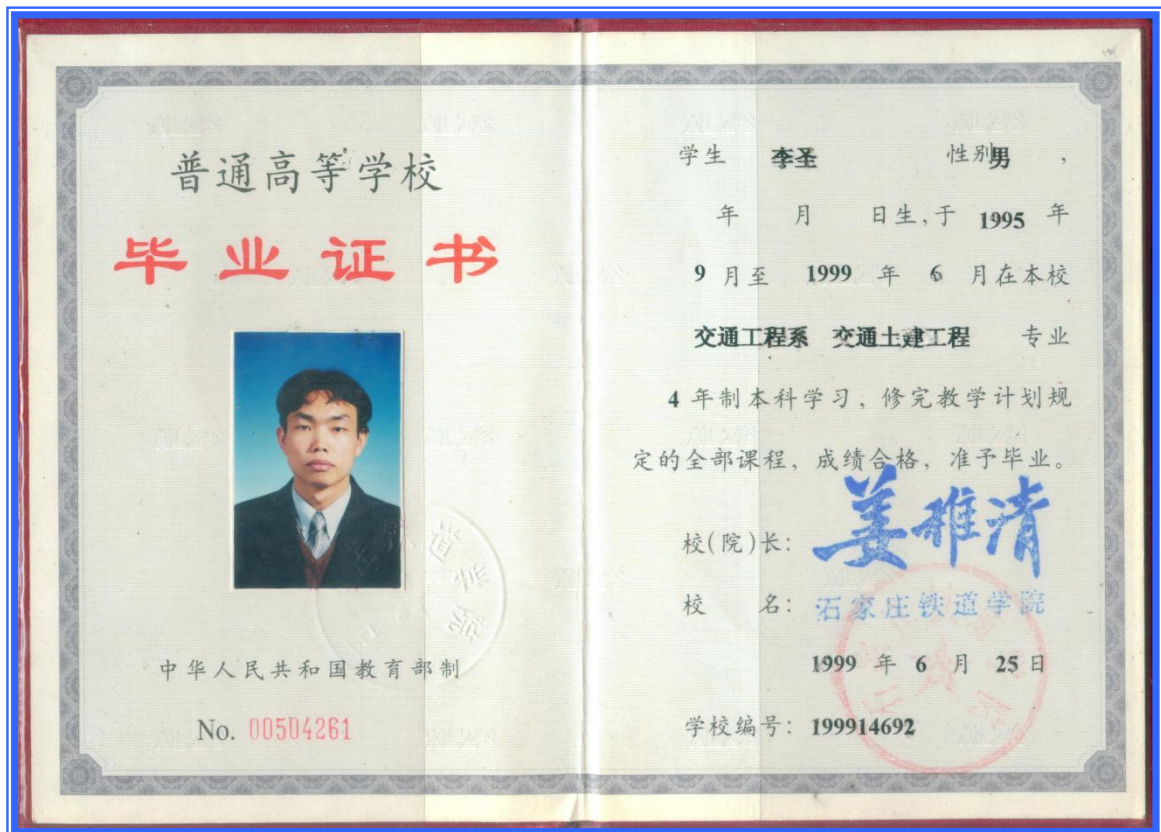 普通高等学校
毕业证书
中华人民共和国教育部制
No. 00504261
学生 李圣 性别男 ,
年 月 日生,于 1995 年
9 月至 1999 年 6 月在本校
交通工程系 交通土建工程 专业
4 年制本科学习，修完教学计划规
定的全部课程，成绩合格，准予毕业。
校(院)长：
校 名：石家庄铁道学院
1999 年 6 月 25 日
学校编号：199914692